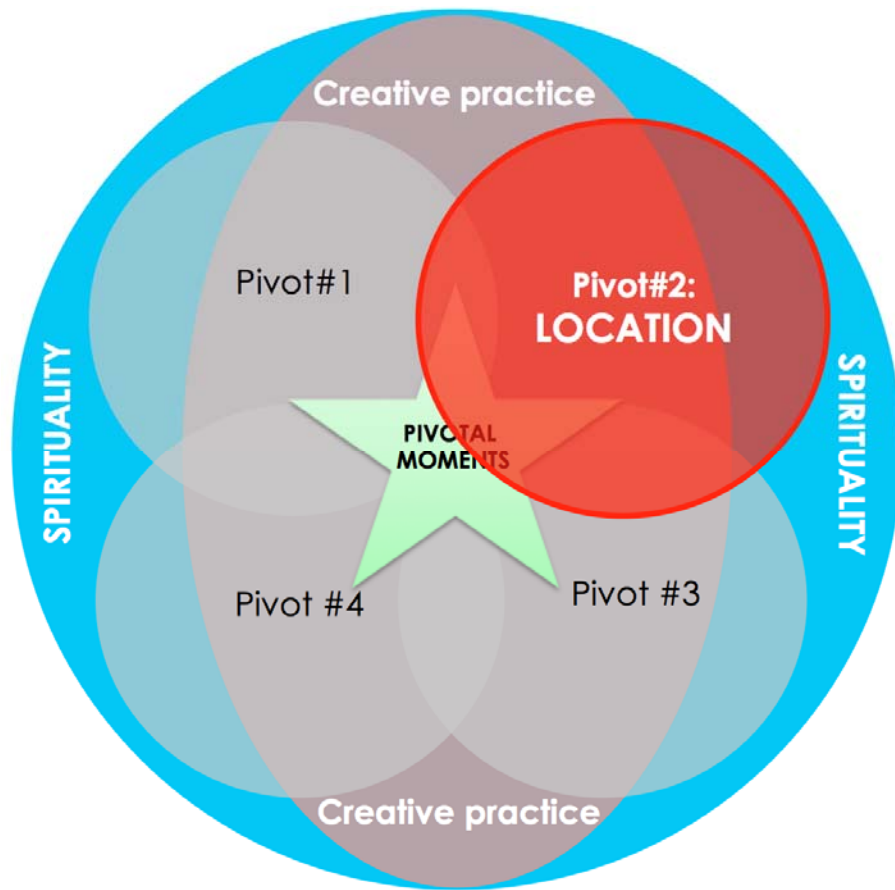 Creative practice
Pivot#1
Pivot#2:
LOCATION
SPIRITUALITY
SPIRITUALITY
PIVOTAL
MOMENTS
Pivot #4
Pivot #3
Creative practice